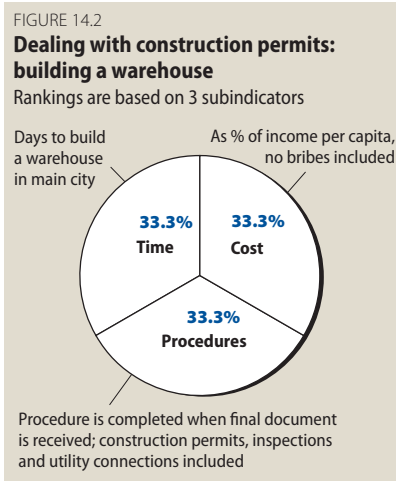 FIGURE 14.2
Dealing with construction permits:
building a warehouse
Rankings are based on 3 subindicators
Days to build
a warehouse
in main city
As % of income per capita,
no bribes included
33.3%
Time
33.3%
Cost
33.3%
Procedures
Procedure is completed when final document
is received; construction permits, inspections
and utility connections included